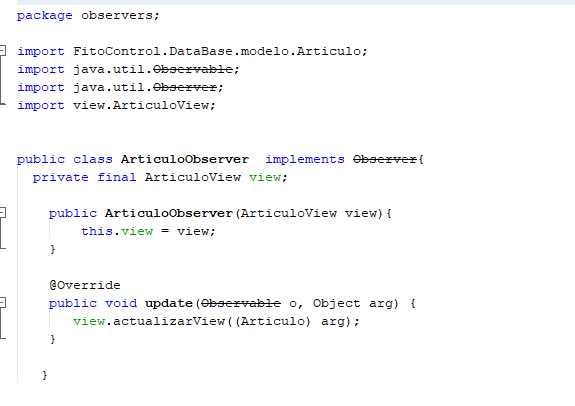 package observers;
import FitoControl.DataBase.modelo.Articulo;
import java.util.Observable;
import java.util.Observer;
import view.ArticuloView;
public class ArticuloObserver  implements Observer{
private final ArticuloView view;
public ArticuloObserver(ArticuloView view){
this.view = view;
}
@Override
public void update(Observable o, Object arg) {
view.actualizarView((Articulo) arg);
}
}